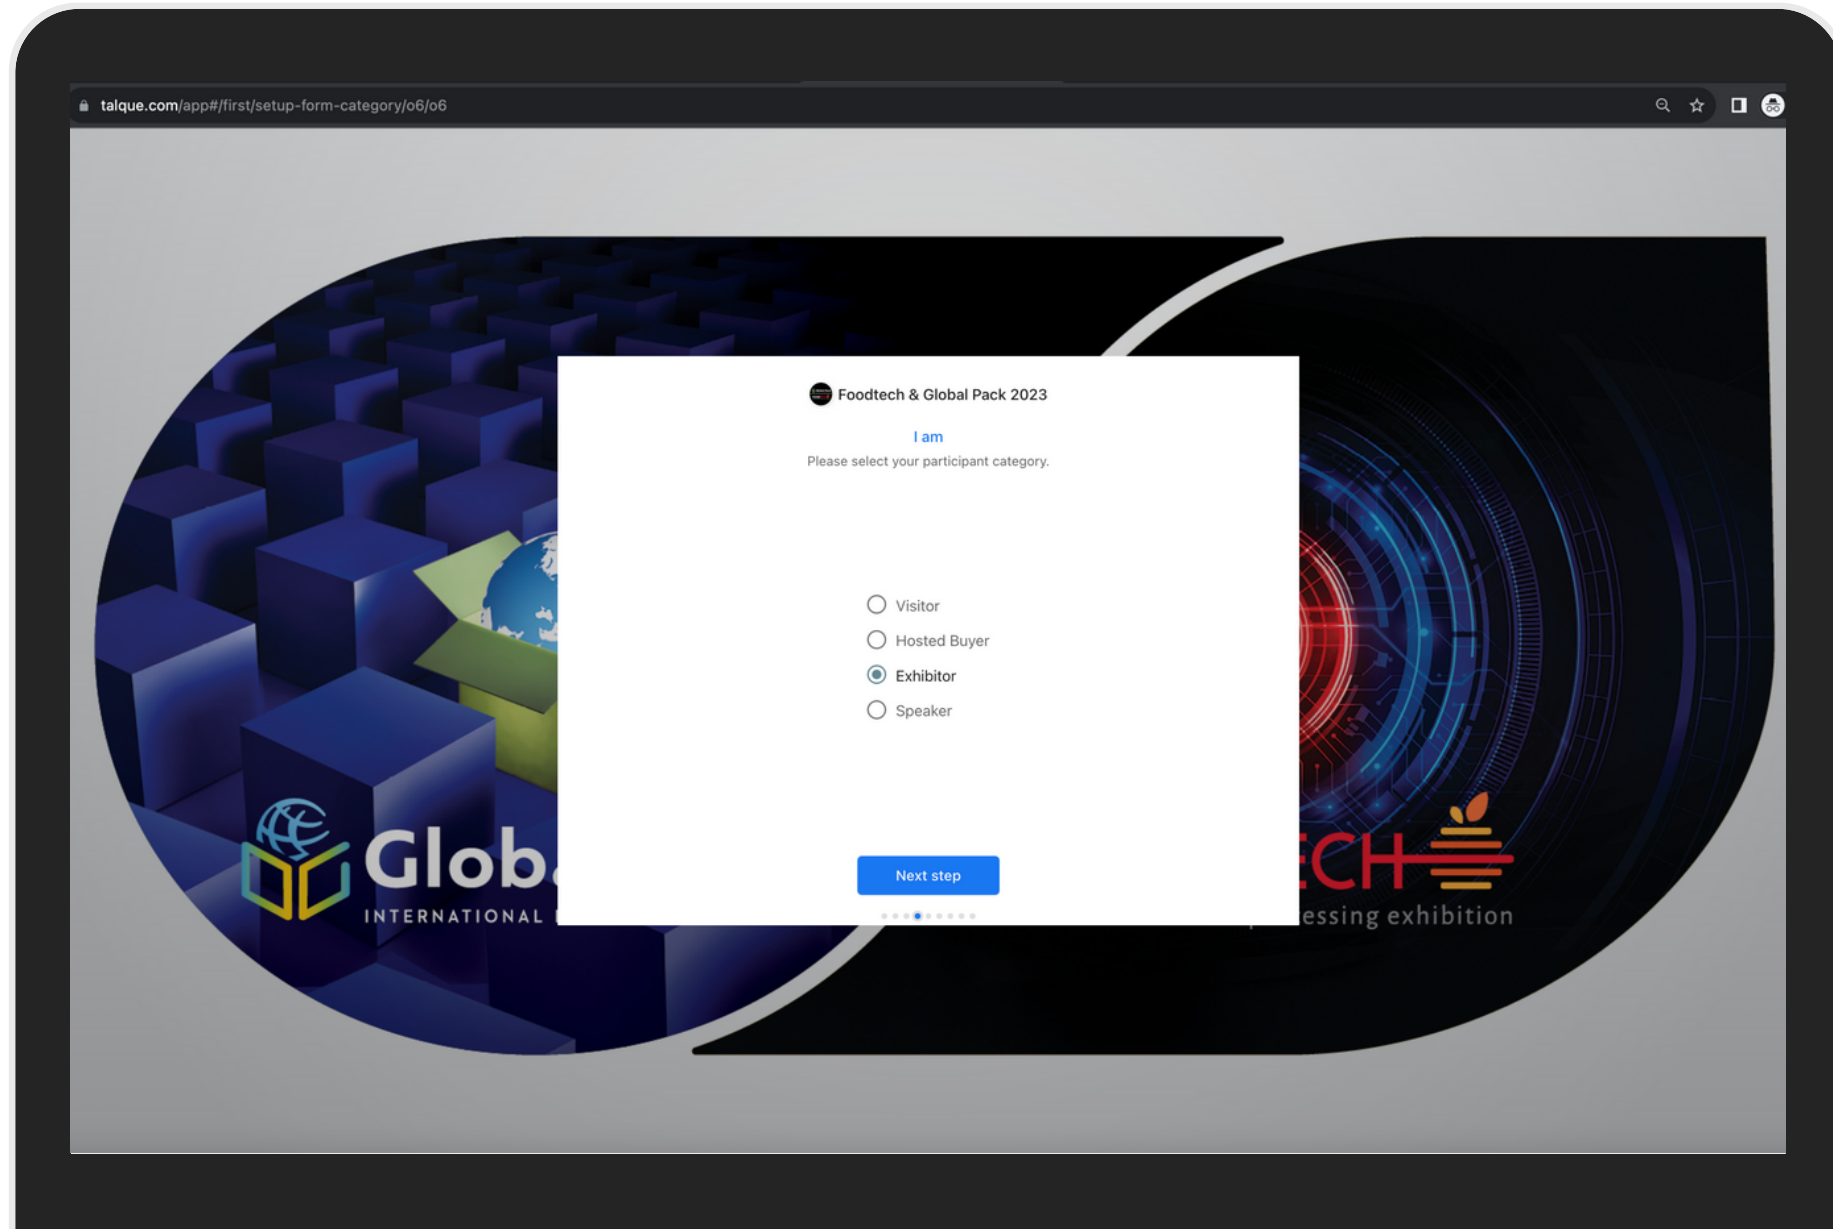 talque.com/app#/first/setup-form-category/o6/o6
Foodtech & Global Pack 2023
I am
Please select your participant category.
Visitor
Hosted Buyer
Exhibitor
Speaker
Next step
Glob
ECH
INTERNATIONAL
essing exhibition